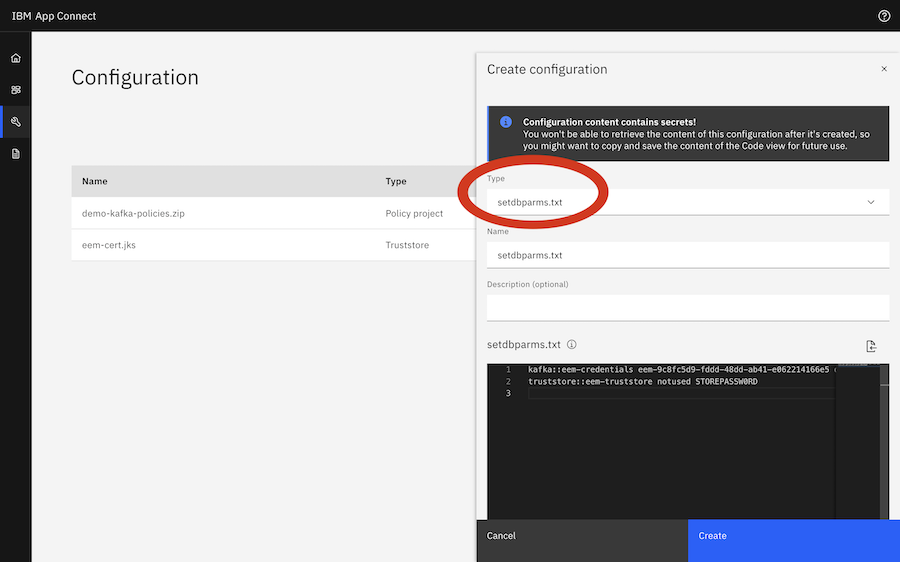 IBM App Connect
Configuration
Name Type
demo-kafka-policies.zip Policy project
eem-cert.jks Truststore
Create configuration
Configuration content contains secrets!
You won't be able to retrieve the content of this configuration after it's created, so
you might want to copy and save the content of the Code view for future use.
Type
setdbparms.txt
Name
setdbparms.txt
Description (optional)
setdbparms.txt
1 kafka::eem-credentials eem-9c8fc5d9-fddd-48dd-ab41-e062214166e5
2 truststore::eem-truststore notused STOREPASSW0RD
3
Cancel
Create